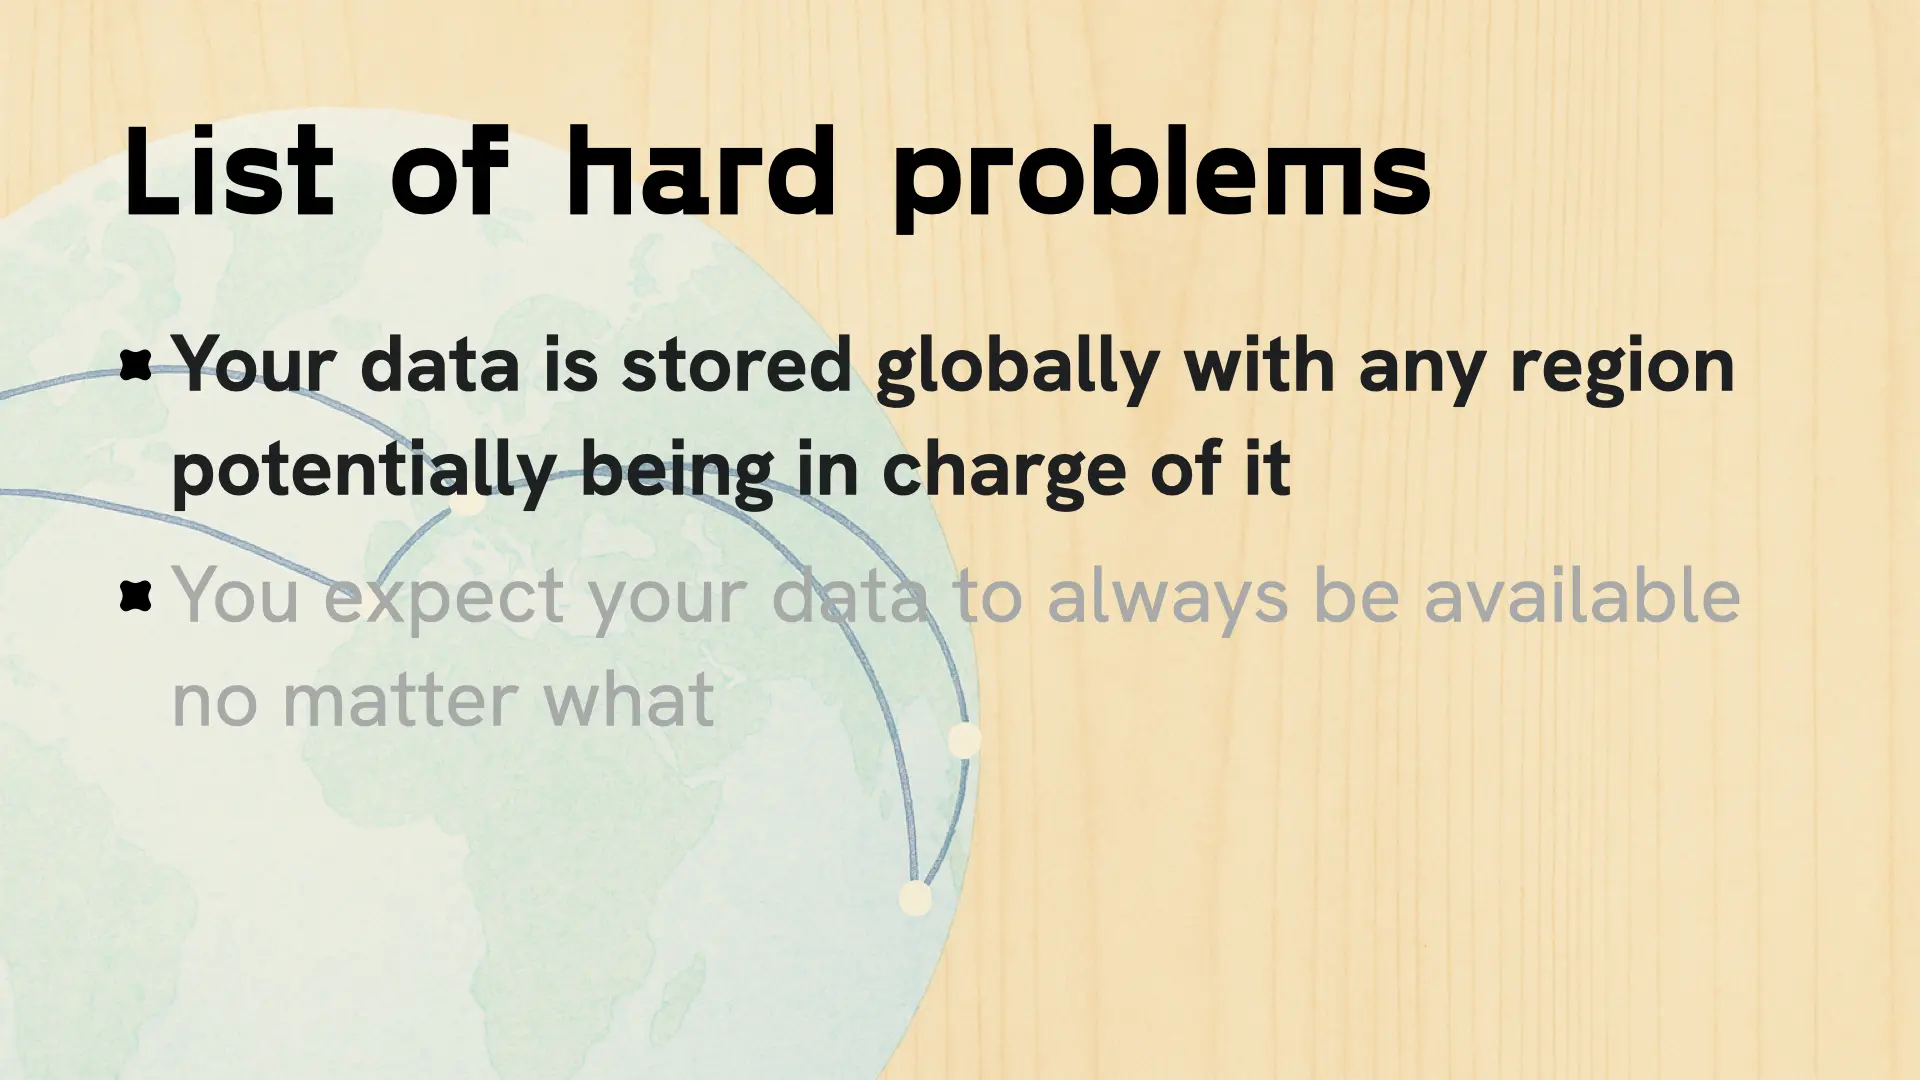 List of hard problems
Your data is stored globally with any region
potentially being in charge of it
You expect your data to always be available
no matter what